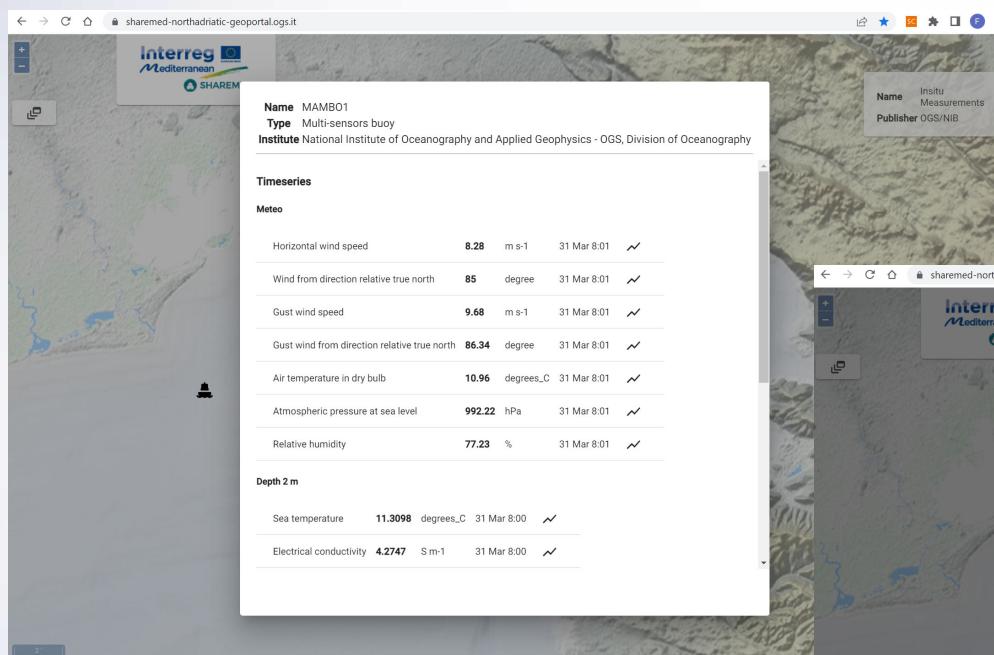 sharemed-northadriatic-geoportal.ogs.it
SC
F
+
−
Interreg
Mediterranean
SHAREM
Name Insitu Measurements
Publisher OGS/NIB
Name MAMBO1
Type Multi-sensors buoy
Institute National Institute of Oceanography and Applied Geophysics - OGS, Division of Oceanography
Timeseries
Meteo
Horizontal wind speed 8.28 m s-1 31 Mar 8:01
Wind from direction relative true north 85 degree 31 Mar 8:01
Gust wind speed 9.68 m s-1 31 Mar 8:01
Gust wind from direction relative true north 86.34 degree 31 Mar 8:01
Air temperature in dry bulb 10.96 degrees_C 31 Mar 8:01
Atmospheric pressure at sea level 992.22 hPa 31 Mar 8:01
Relative humidity 77.23 % 31 Mar 8:01
Depth 2 m
Sea temperature 11.3098 degrees_C 31 Mar 8:00
Electrical conductivity 4.2747 S m-1 31 Mar 8:00
sharemed-nort
+
−
Interr
Mediterr